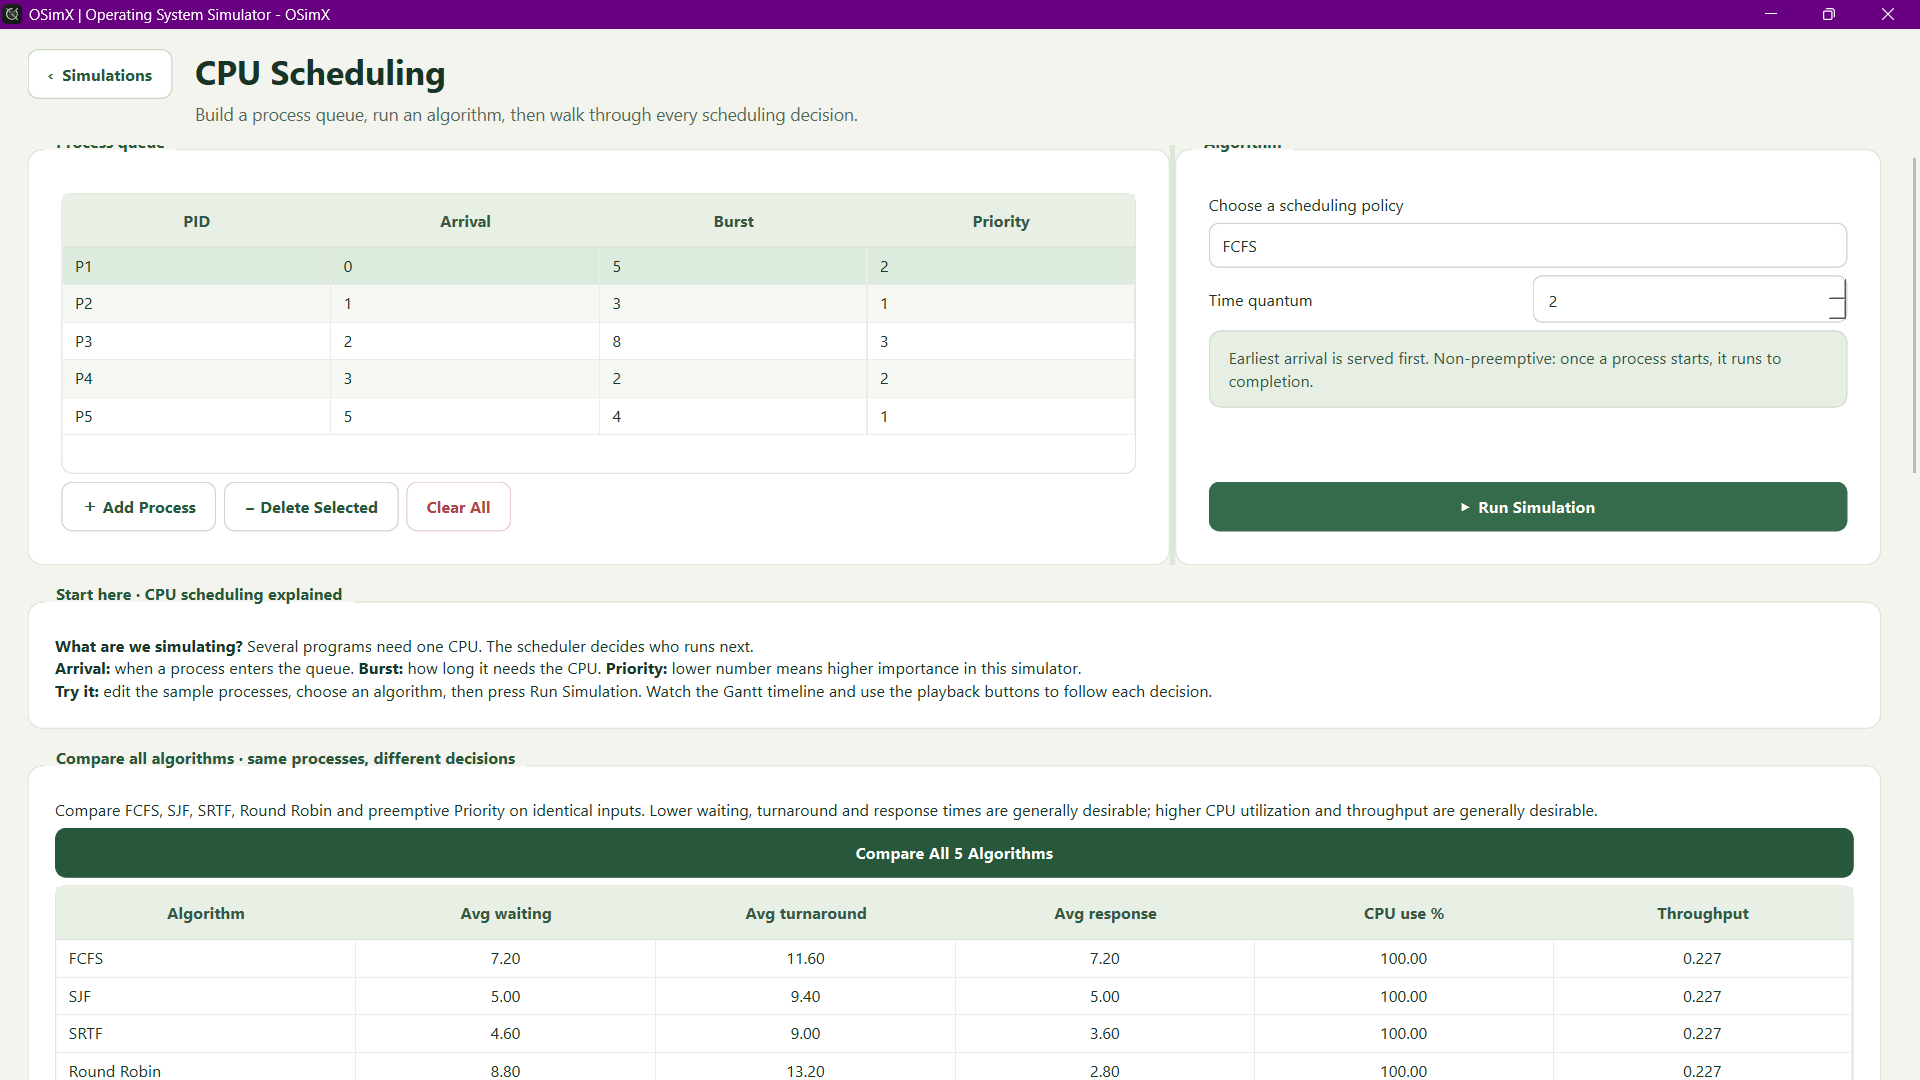 OSimX | Operating System Simulator - OSimX
‹ Simulations
CPU Scheduling
Build a process queue, run an algorithm, then walk through every scheduling decision.
Process queue
PID Arrival Burst Priority
P1 0 5 2
P2 1 3 1
P3 2 8 3
P4 3 2 2
P5 5 4 1
+ Add Process
– Delete Selected
Clear All
Algorithm
Choose a scheduling policy
FCFS
Time quantum 2
Earliest arrival is served first. Non-preemptive: once a process starts, it runs to
completion.
▶ Run Simulation
Start here · CPU scheduling explained
What are we simulating? Several programs need one CPU. The scheduler decides who runs next.
Arrival: when a process enters the queue. Burst: how long it needs the CPU. Priority: lower number means higher importance in this simulator.
Try it: edit the sample processes, choose an algorithm, then press Run Simulation. Watch the Gantt timeline and use the playback buttons to follow each decision.
Compare all algorithms · same processes, different decisions
Compare FCFS, SJF, SRTF, Round Robin and preemptive Priority on identical inputs. Lower waiting, turnaround and response times are generally desirable; higher CPU utilization and throughput are generally desirable.
Compare All 5 Algorithms
Algorithm Avg waiting Avg turnaround Avg response CPU use % Throughput
FCFS 7.20 11.60 7.20 100.00 0.227
SJF 5.00 9.40 5.00 100.00 0.227
SRTF 4.60 9.00 3.60 100.00 0.227
Round Robin 8.80 13.20 2.80 100.00 0.227